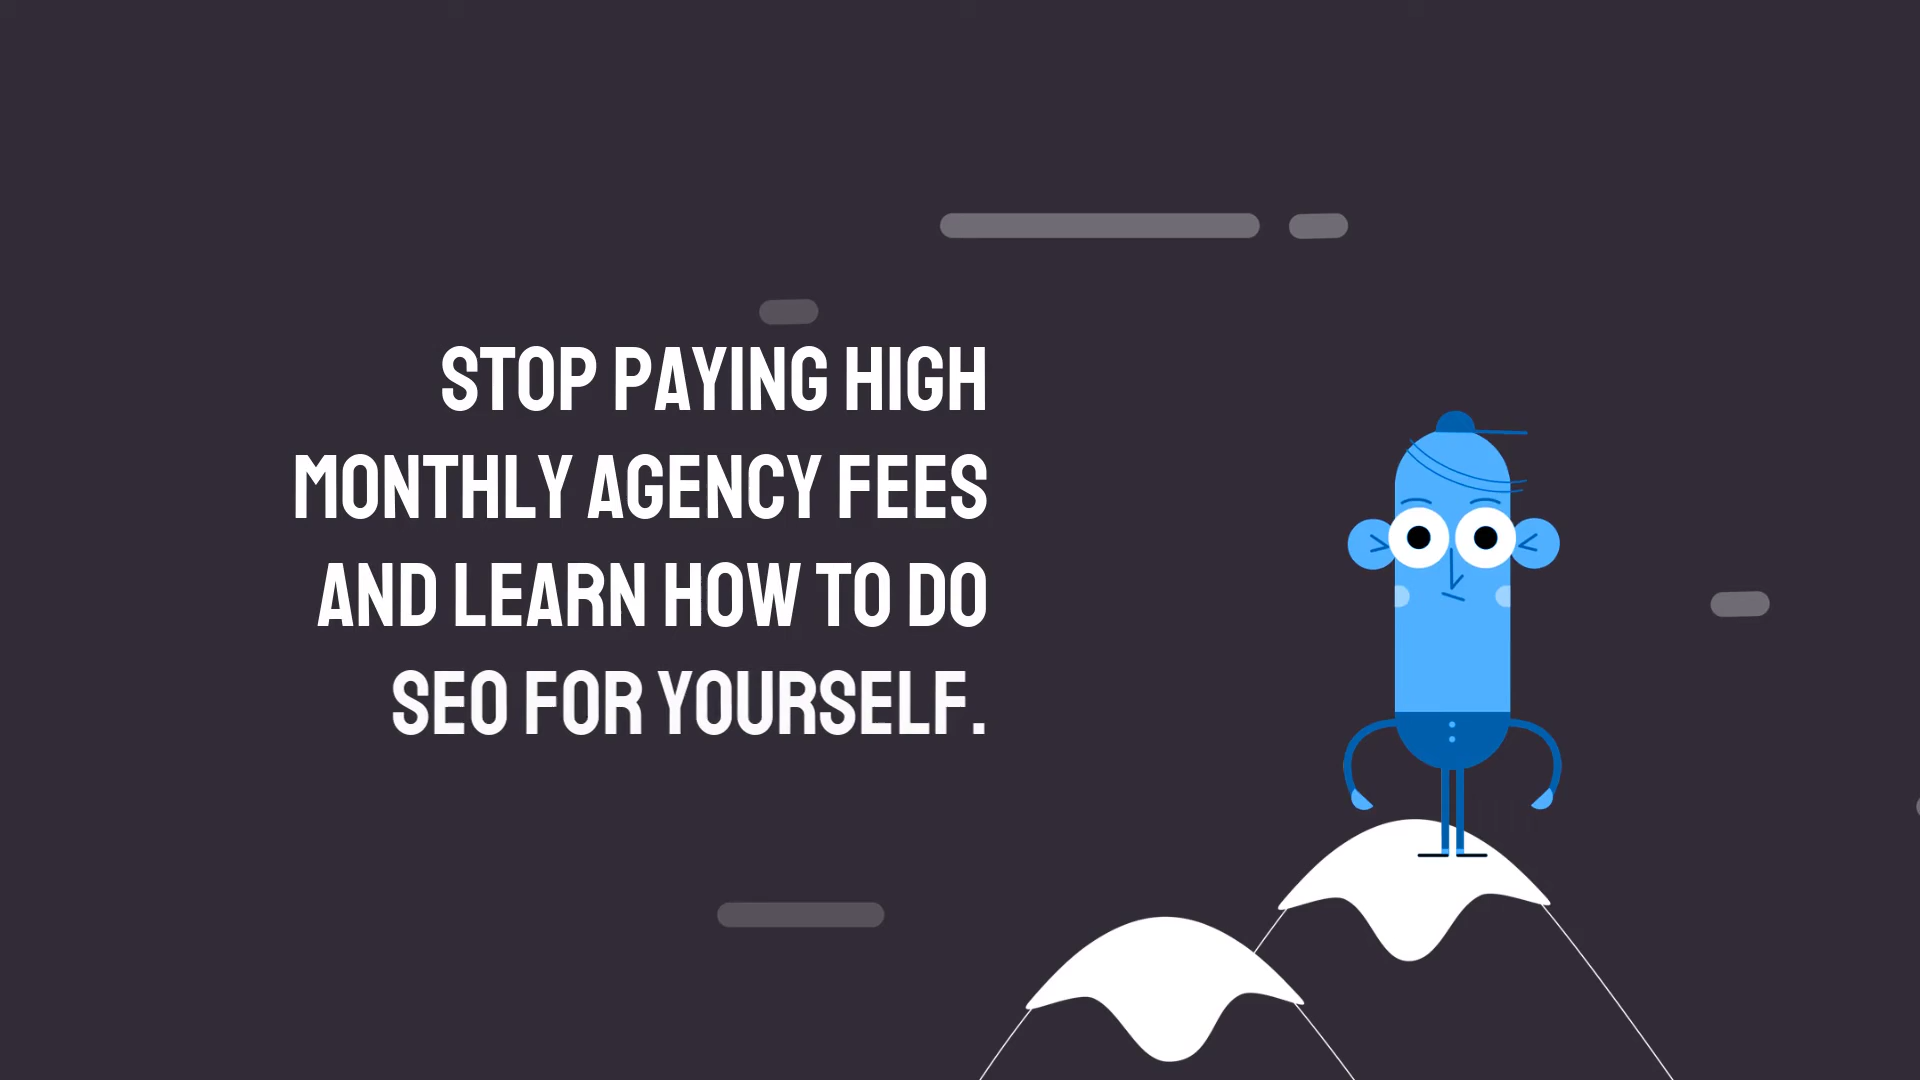 STOP PAYING HIGH
MONTHLY AGENCY FEES
AND LEARN HOW TO DO
SEO FOR YOURSELF.